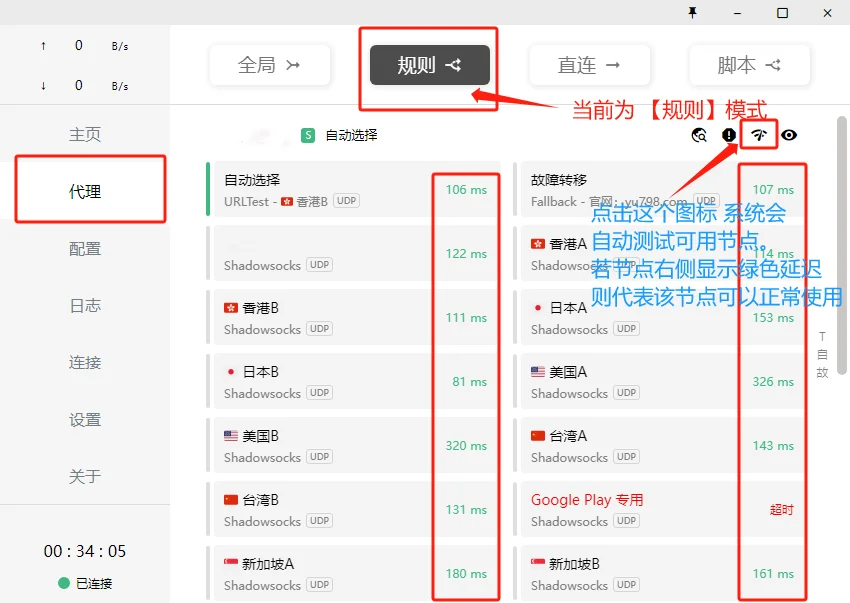 ↑ 0 B/s
↓ 0 B/s
主页
代理
配置
日志
连接
设置
关于
00 : 34 : 05
已连接
全局
规则
直连
脚本
当前为 【规则】模式
S 自动选择
自动选择
URLTest - 香港B UDP
106 ms
故障转移
Fallback - 官网：yu798.com UDP
107 ms
点击这个图标 系统会
自动测试可用节点。
若节点右侧显示绿色延迟
则代表该节点可以正常使用
Shadowsocks UDP
122 ms
香港A
Shadowsocks UDP
114 ms
香港B
Shadowsocks UDP
111 ms
日本A
Shadowsocks UDP
153 ms
日本B
Shadowsocks UDP
81 ms
美国A
Shadowsocks UDP
326 ms
美国B
Shadowsocks UDP
320 ms
台湾A
Shadowsocks UDP
143 ms
台湾B
Shadowsocks UDP
131 ms
Google Play 专用
Shadowsocks UDP
超时
新加坡A
Shadowsocks UDP
180 ms
新加坡B
Shadowsocks UDP
161 ms
T
自
故